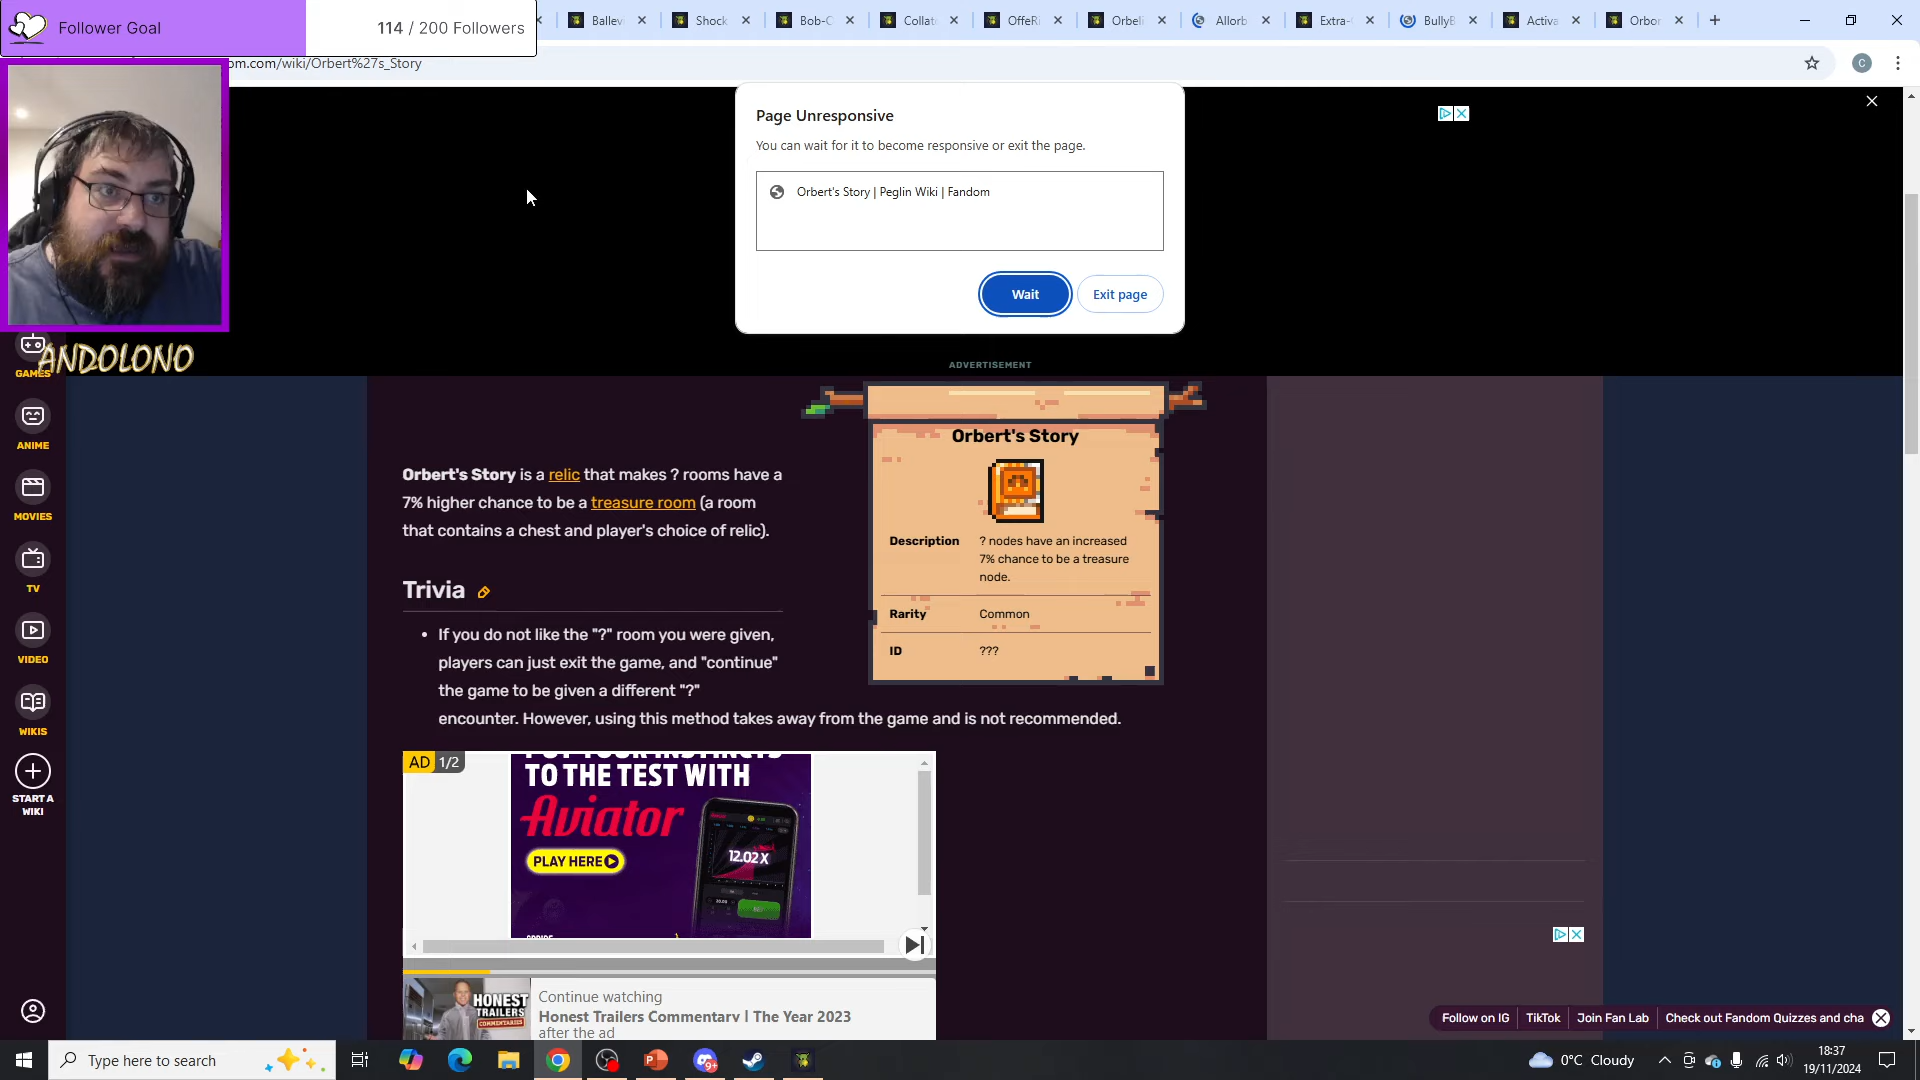 Follower Goal
114 / 200 Followers
Ballev
Shock
Bob-C
Collat
OffeRi
Orbeli
Allorb
Extra-
BullyB
Activa
Orbor
om.com/wiki/Orbert%27s_Story
C
Page Unresponsive
You can wait for it to become responsive or exit the page.
Orbert's Story | Peglin Wiki | Fandom
Wait
Exit page
ANDOLONO
ADVERTISEMENT
GAMES
ANIME
MOVIES
TV
VIDEO
WIKIS
START A
WIKI
Orbert's Story is a relic that makes ? rooms have a
7% higher chance to be a treasure room (a room
that contains a chest and player's choice of relic).
Trivia
• If you do not like the "?" room you were given,
players can just exit the game, and "continue"
the game to be given a different "?"
encounter. However, using this method takes away from the game and is not recommended.
Orbert's Story
Description ? nodes have an increased
7% chance to be a treasure
node.
Rarity Common
ID ???
AD 1/2
TO THE TEST WITH
Aviator
PLAY HERE
12.02X
HONEST
TRAILERS
COMMENTARIES
Continue watching
Honest Trailers Commentary | The Year 2023
after the ad
Follow on IG
TikTok
Join Fan Lab
Check out Fandom Quizzes and cha
Type here to search
9+
0°C Cloudy
18:37
19/11/2024